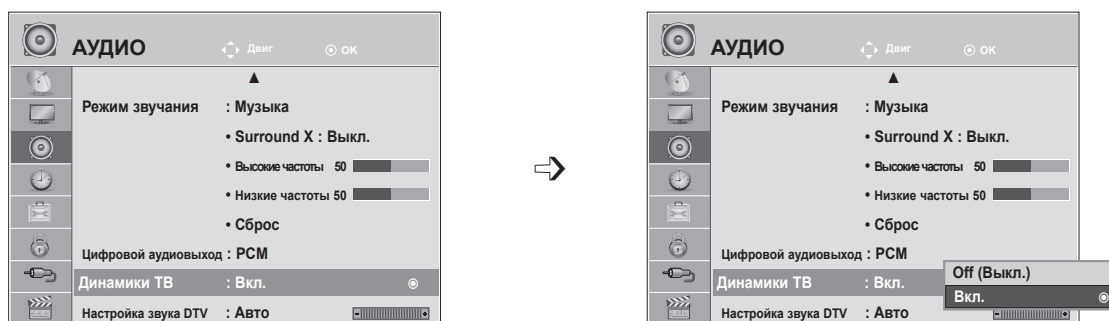 АУДИО Двиг ОК
Режим звучания : Музыка
• Surround X : Выкл.
• Высокие частоты 50
• Низкие частоты 50
• Сброс
Цифровой аудиовыход : PCM
Динамики ТВ : Вкл.
Настройка звука DTV : Авто - +
АУДИО Двиг ОК
Режим звучания : Музыка
• Surround X : Выкл.
• Высокие частоты 50
• Низкие частоты 50
• Сброс
Цифровой аудиовыход : PCM
Динамики ТВ : Вкл.
Off (Выкл.)
Вкл.
Настройка звука DTV : Авто - +